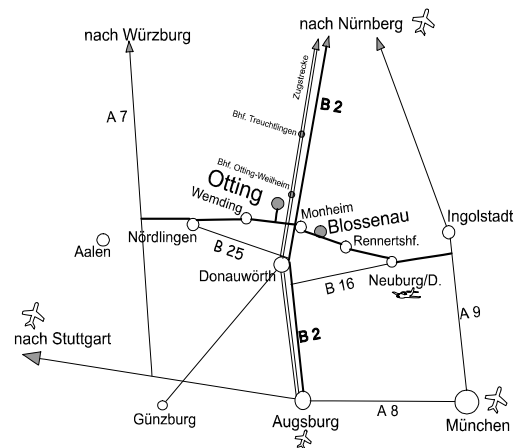 nach Nürnberg
nach Würzburg
Zugstrecke
B 2
A 7
Bhf. Treuchtlingen
Bhf. Otting-Weilheim
Otting
Wemding
Monheim
Blossenau
Ingolstadt
Nördlingen
Rennertshf.
Aalen
B 25
Donauwörth
Neuburg/D.
B 16
nach Stuttgart
B 2
A 9
Günzburg
Augsburg
A 8
München